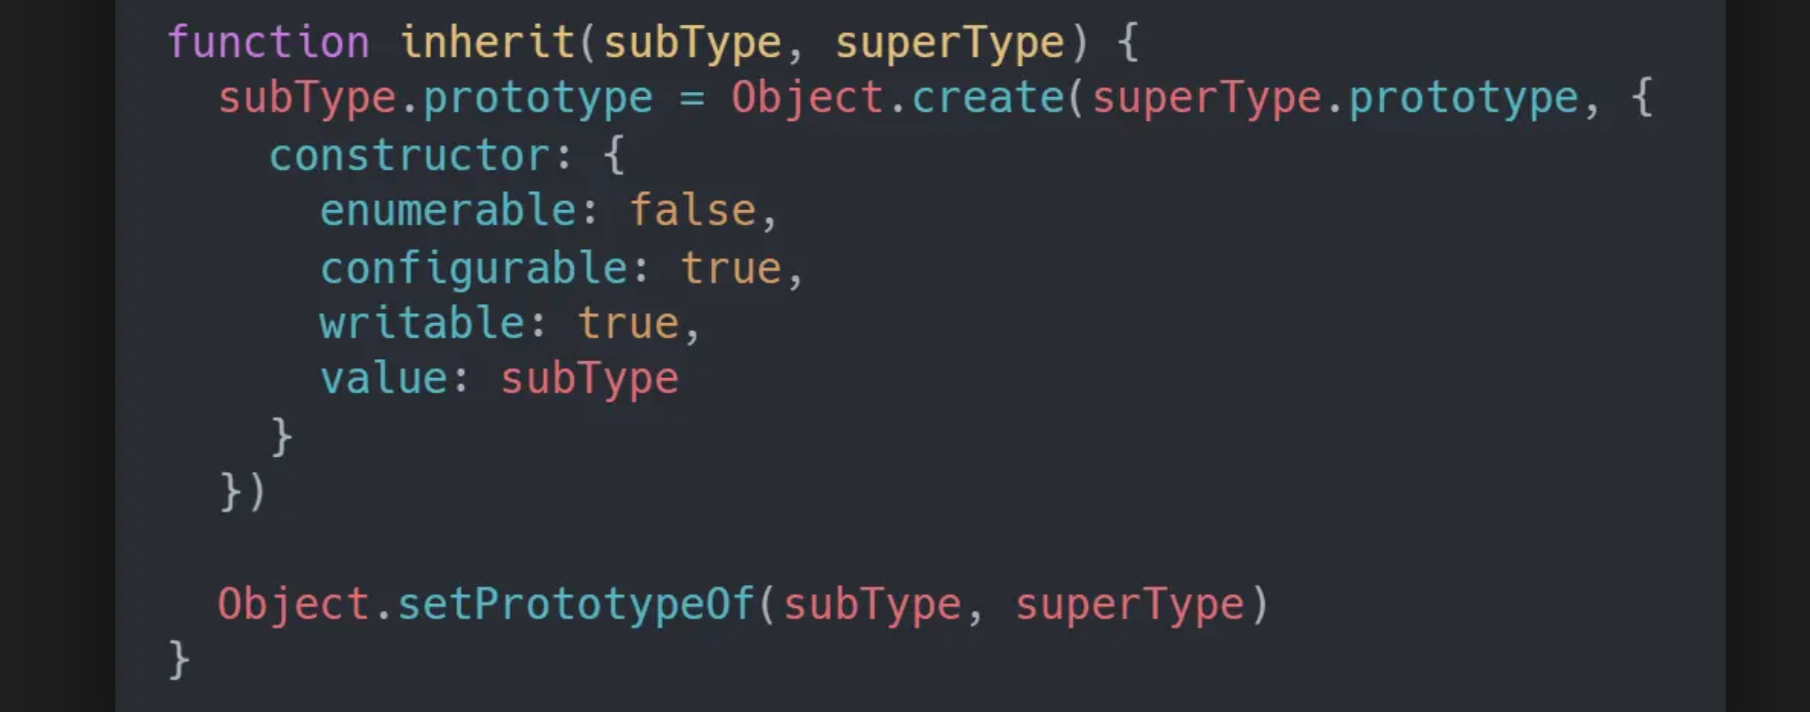 function inherit(subType, superType) {
  subType.prototype = Object.create(superType.prototype, {
    constructor: {
      enumerable: false,
      configurable: true,
      writable: true,
      value: subType
    }
  })

  Object.setPrototypeOf(subType, superType)
}